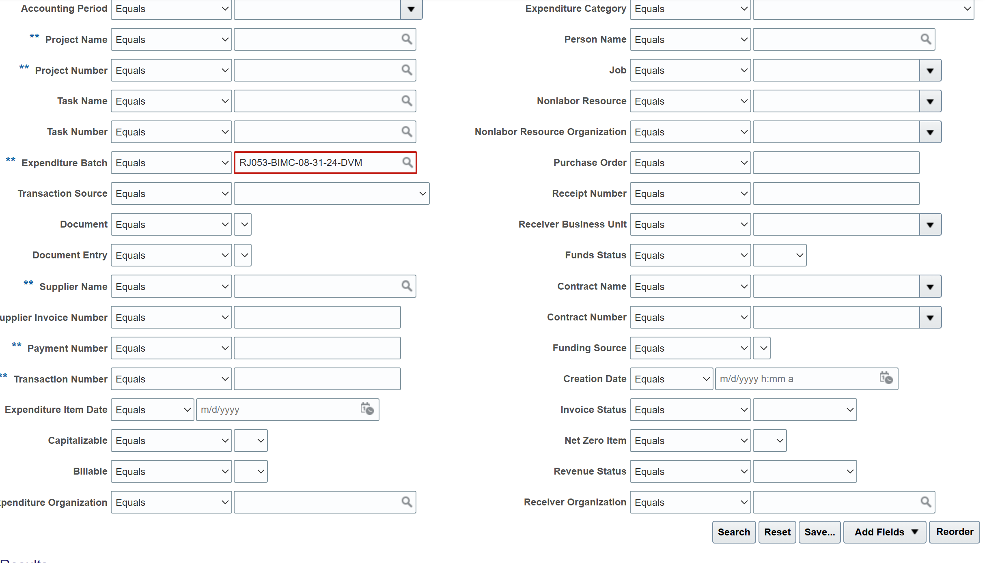 Accounting Period Equals Expenditure Category Equals
** Project Name Equals Person Name Equals
** Project Number Equals Job Equals
Task Name Equals Nonlabor Resource Equals
Task Number Equals Nonlabor Resource Organization Equals
** Expenditure Batch Equals RJ053-BIMC-08-31-24-DVM Purchase Order Equals
Transaction Source Equals Receipt Number Equals
Document Equals Receiver Business Unit Equals
Document Entry Equals Funds Status Equals
** Supplier Name Equals Contract Name Equals
upplier Invoice Number Equals Contract Number Equals
** Payment Number Equals Funding Source Equals
** Transaction Number Equals Creation Date Equals m/d/yyyy h:mm a
Expenditure Item Date Equals m/d/yyyy Invoice Status Equals
Capitalizable Equals Net Zero Item Equals
Billable Equals Revenue Status Equals
penditure Organization Equals Receiver Organization Equals
Search Reset Save... Add Fields Reorder
Results